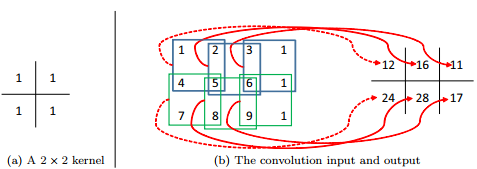 1 1
1 1
(a) A 2 × 2 kernel
1 2 3 1
4 5 6 1
7 8 9 1
12 16 11
24 28 17
(b) The convolution input and output